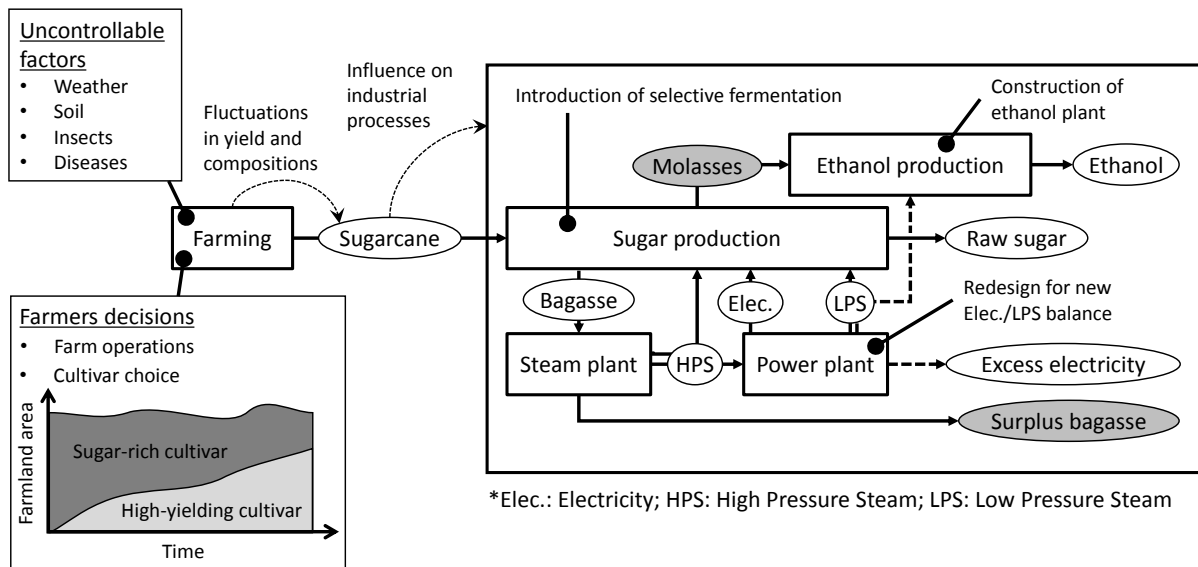 Uncontrollable
factors
• Weather
• Soil
• Insects
• Diseases
Fluctuations
in yield and
compositions
Influence on
industrial
processes
Introduction of selective fermentation
Construction of
ethanol plant
Molasses
Ethanol production
Ethanol
Farming
Sugarcane
Sugar production
Raw sugar
Bagasse
Elec.
LPS
Redesign for new
Elec./LPS balance
Steam plant
HPS
Power plant
Excess electricity
Surplus bagasse
Farmers decisions
• Farm operations
• Cultivar choice
Farmland area
Sugar-rich cultivar
High-yielding cultivar
Time
*Elec.: Electricity; HPS: High Pressure Steam; LPS: Low Pressure Steam